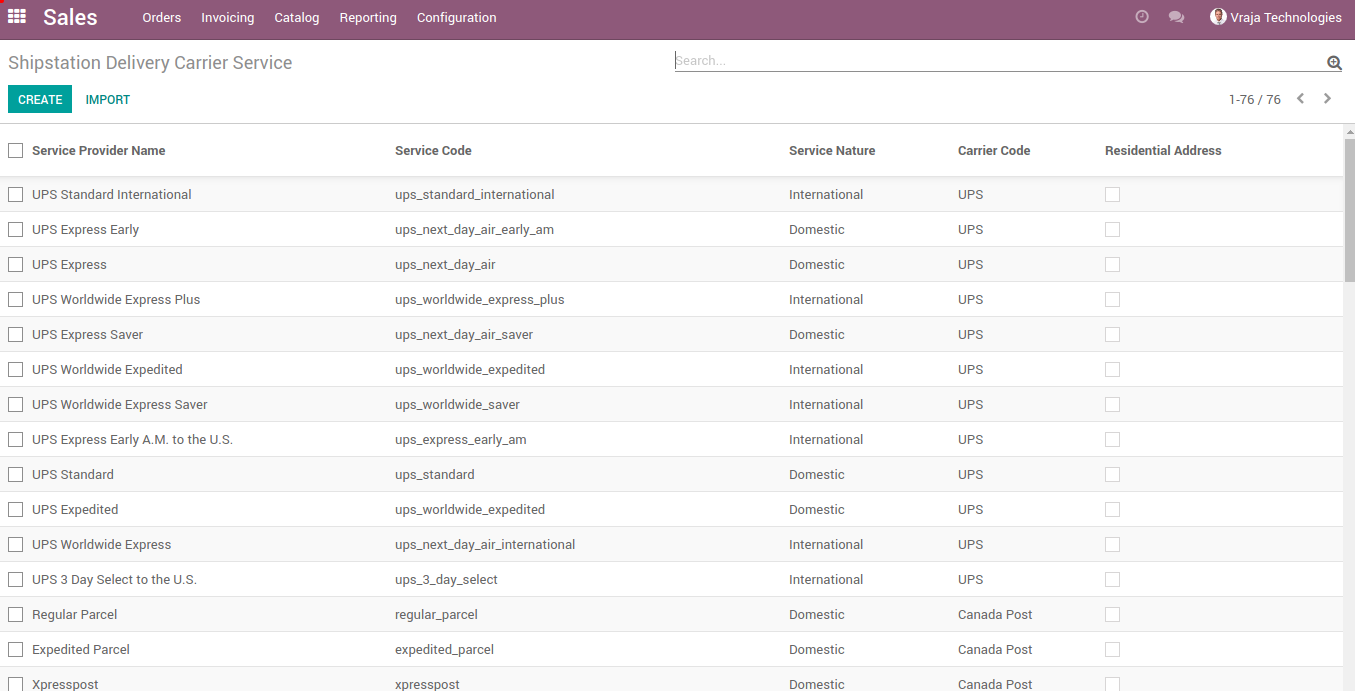 Sales Orders Invoicing Catalog Reporting Configuration Vraja Technologies
Shipstation Delivery Carrier Service Search...
CREATE IMPORT 1-76 / 76
Service Provider Name Service Code Service Nature Carrier Code Residential Address
UPS Standard International ups_standard_international International UPS
UPS Express Early ups_next_day_air_early_am Domestic UPS
UPS Express ups_next_day_air Domestic UPS
UPS Worldwide Express Plus ups_worldwide_express_plus International UPS
UPS Express Saver ups_next_day_air_saver Domestic UPS
UPS Worldwide Expedited ups_worldwide_expedited International UPS
UPS Worldwide Express Saver ups_worldwide_saver International UPS
UPS Express Early A.M. to the U.S. ups_express_early_am International UPS
UPS Standard ups_standard Domestic UPS
UPS Expedited ups_worldwide_expedited Domestic UPS
UPS Worldwide Express ups_next_day_air_international International UPS
UPS 3 Day Select to the U.S. ups_3_day_select International UPS
Regular Parcel regular_parcel Domestic Canada Post
Expedited Parcel expedited_parcel Domestic Canada Post
Xpresspost xpresspost Domestic Canada Post